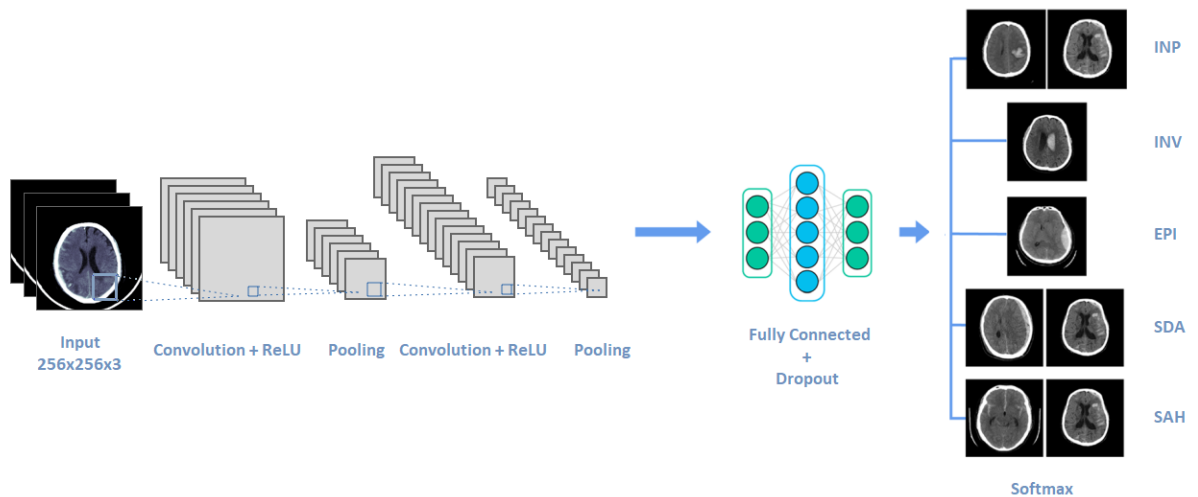 INP
INV
EPI
SDA
SAH
Input
256x256x3
Convolution + ReLU
Pooling
Convolution + ReLU
Pooling
Fully Connected
+
Dropout
Softmax